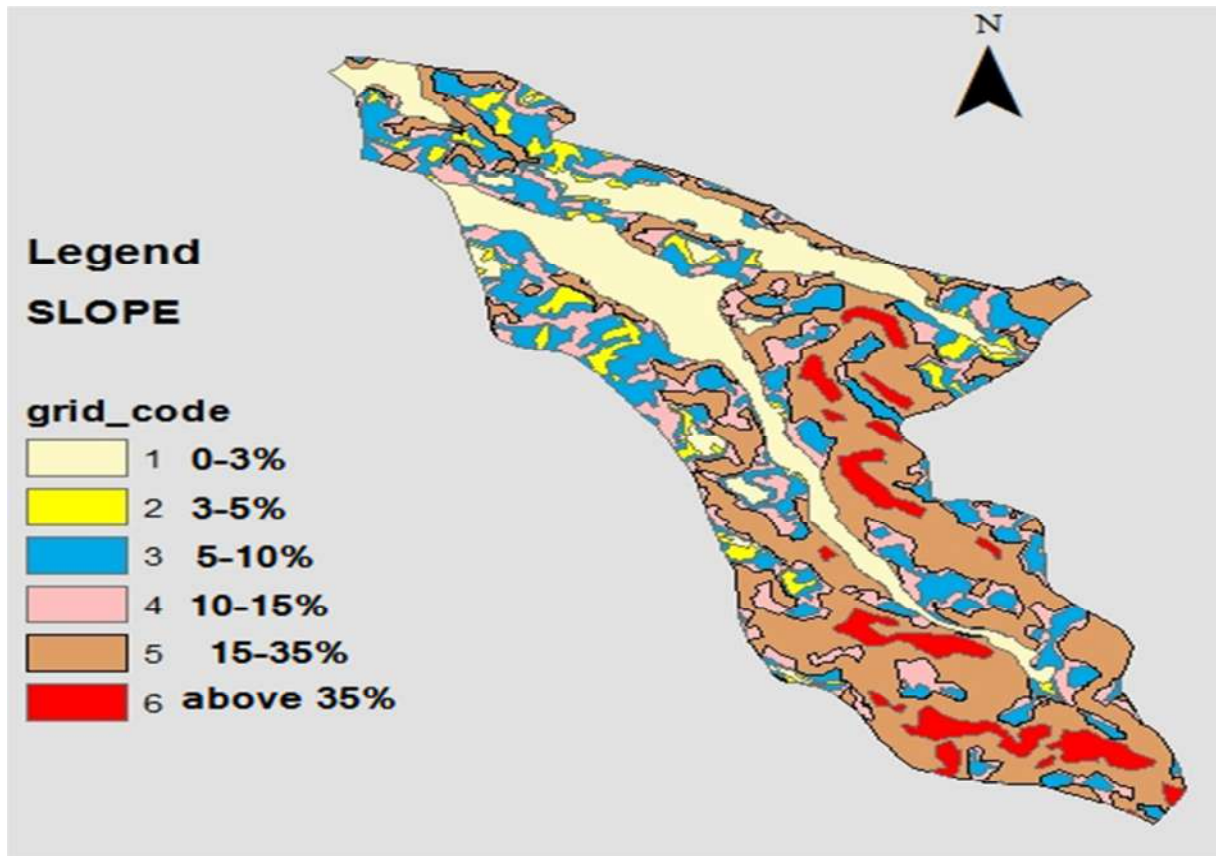 N
Legend
SLOPE
grid_code
1 0-3%
2 3-5%
3 5-10%
4 10-15%
5 15-35%
6 above 35%